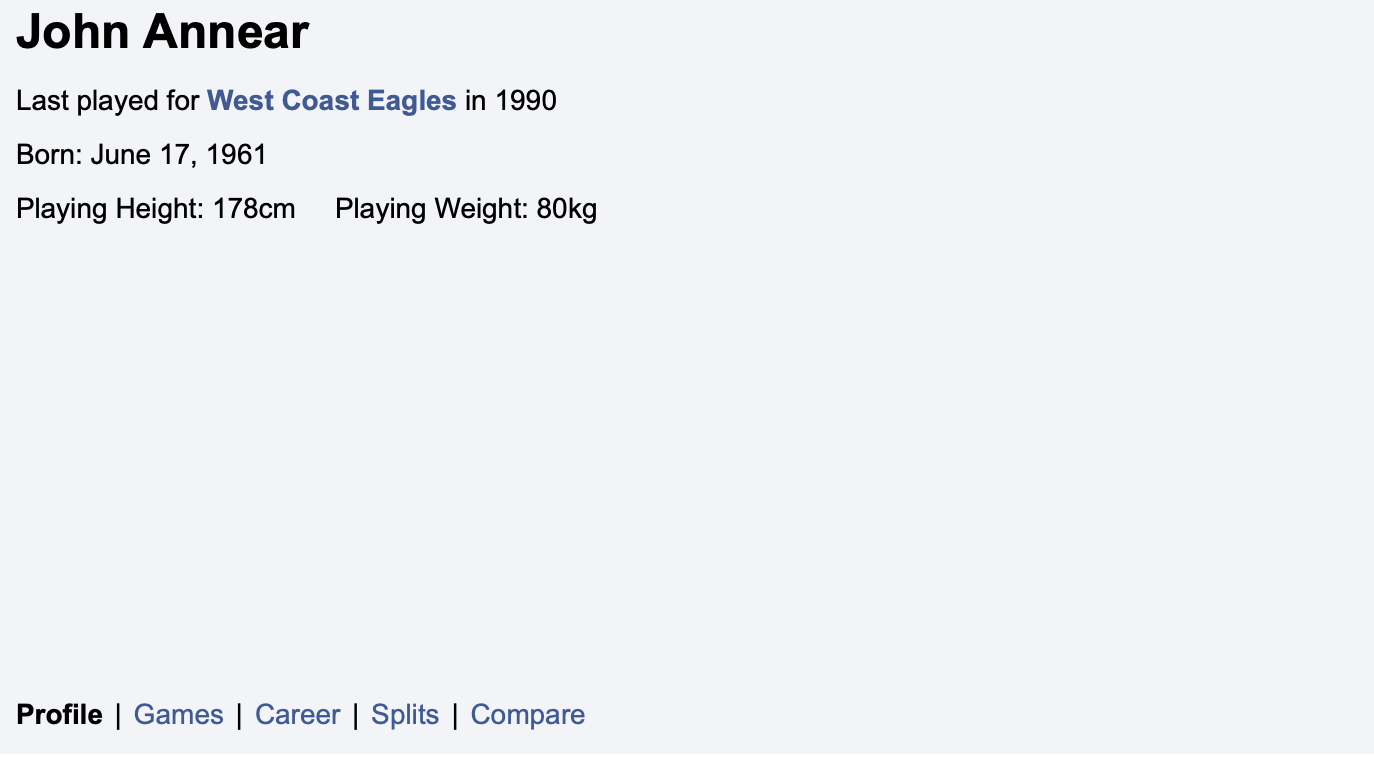 John Annear
Last played for West Coast Eagles in 1990
Born: June 17, 1961
Playing Height: 178cm Playing Weight: 80kg
Profile | Games | Career | Splits | Compare